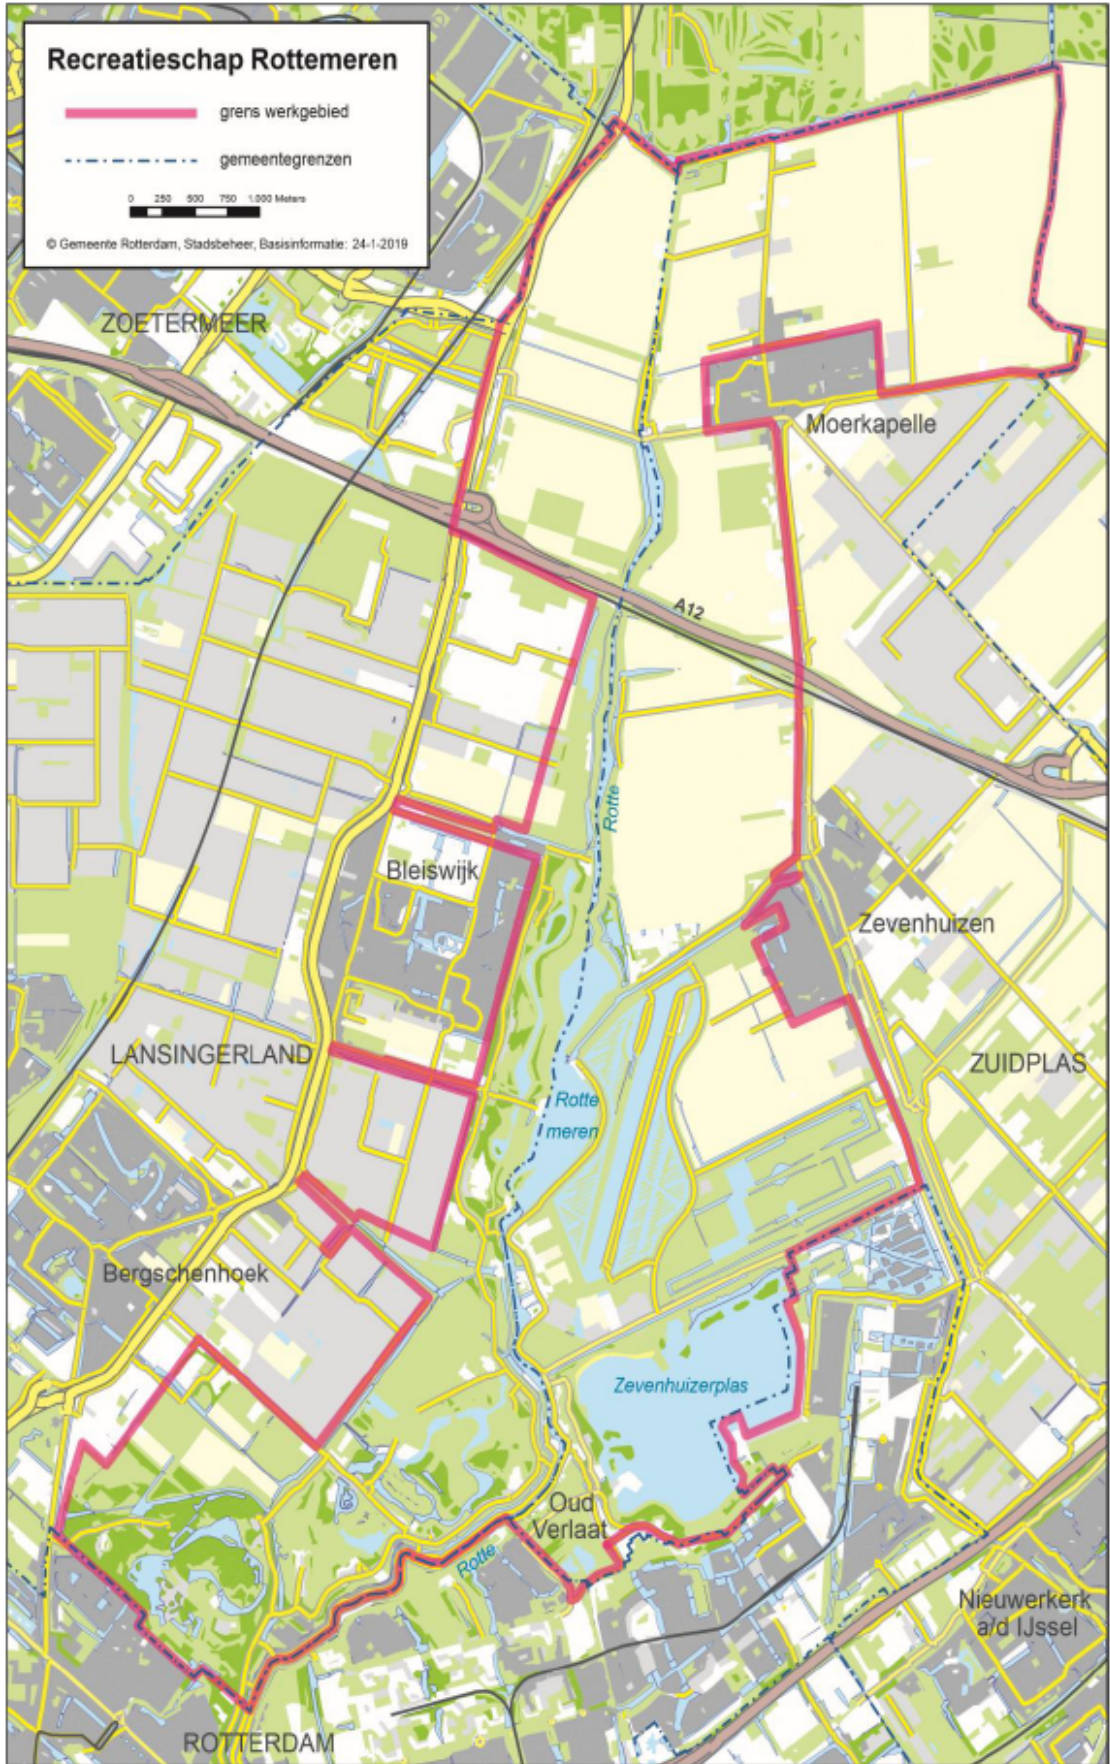 Recreatieschap Rottemeren
grens werkgebied
gemeentegrenzen
0 250 500 750 1.000 Meters
© Gemeente Rotterdam, Stadsbeheer, Basisinformatie: 24-1-2019
ZOETERMEER
Moerkapelle
A12
Rotte
Bleiswijk
Zevenhuizen
LANSINGERLAND
ZUIDPLAS
Rotte
meren
Bergschenhoek
Zevenhuizerplas
Oud
Verlaat
Rotte
Nieuwerkerk
a/d IJssel
ROTTERDAM